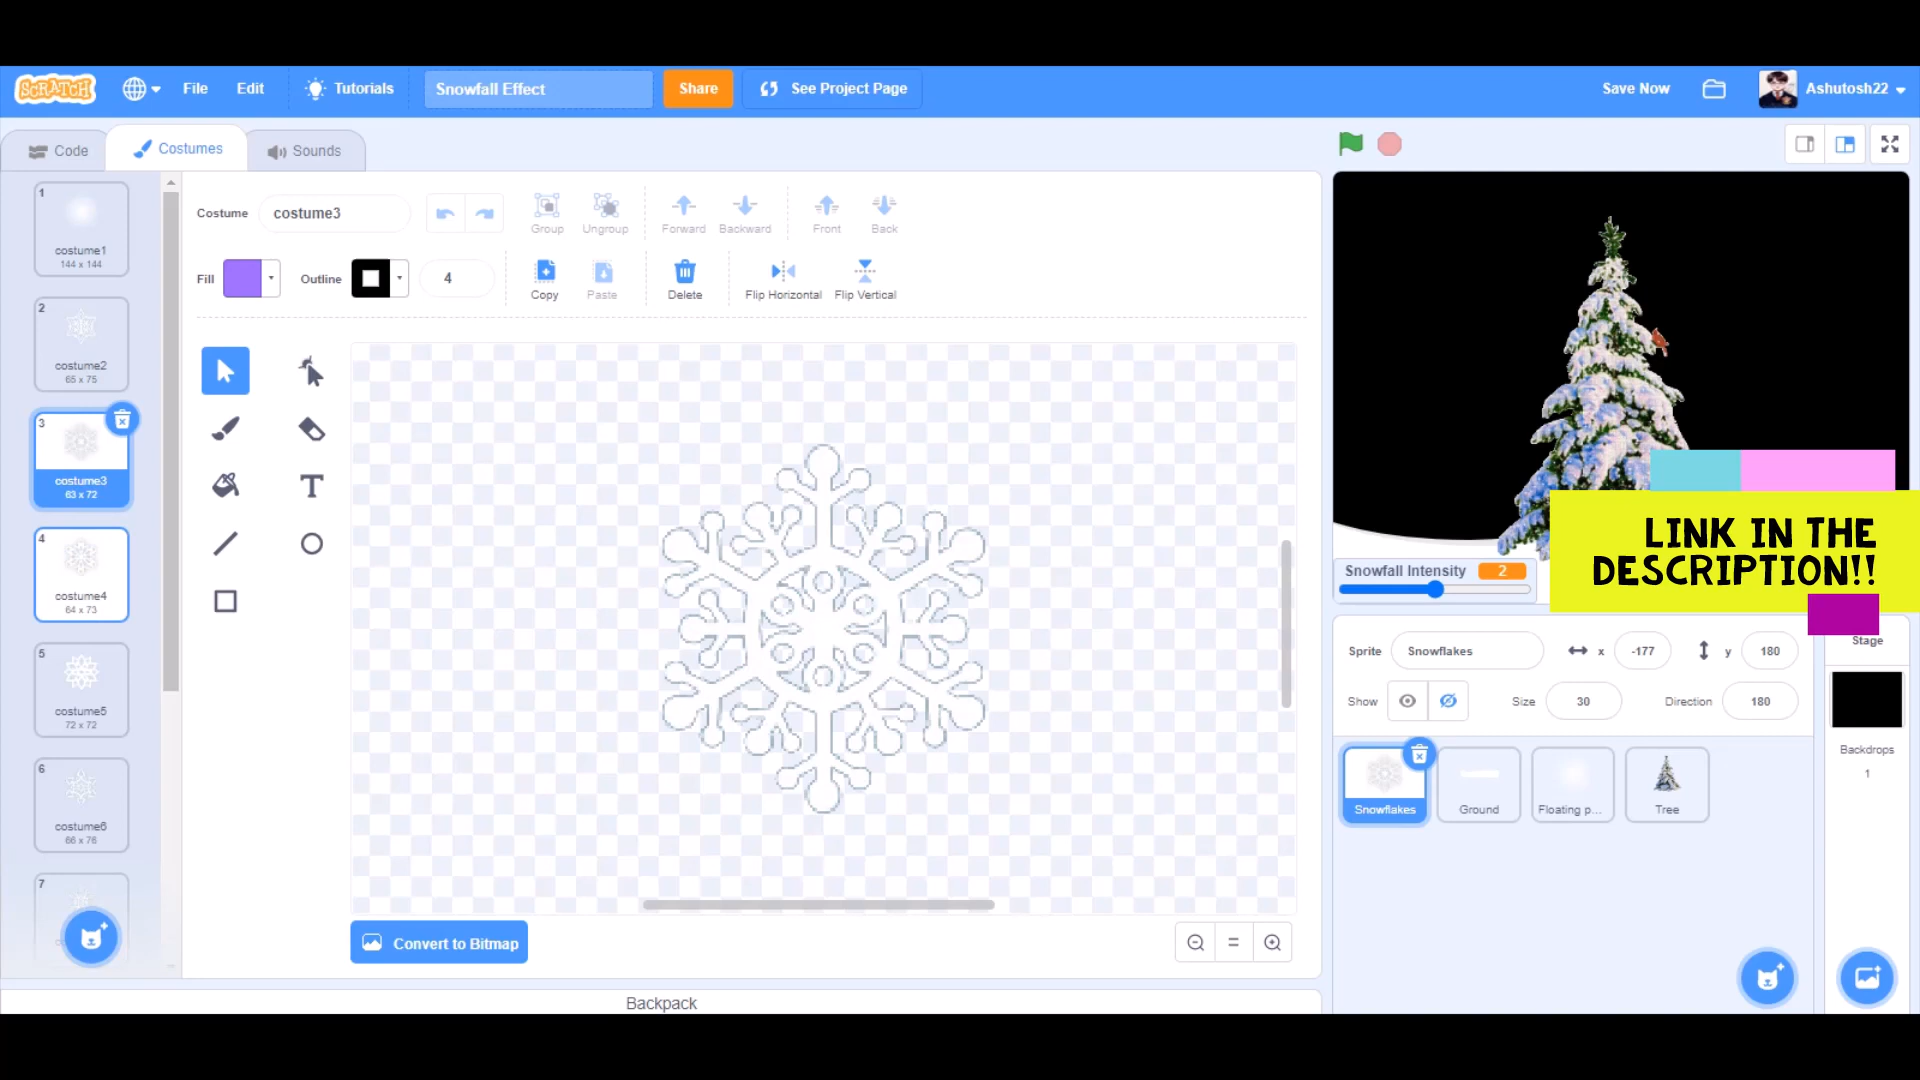 SCRATCH
File
Edit
Tutorials
Snowfall Effect
Share
See Project Page
Save Now
Ashutosh22
Code
Costumes
Sounds
1
costume1
144 x 144
2
costume2
65 x 75
3
costume3
63 x 72
4
costume4
64 x 73
5
costume5
72 x 72
6
costume6
66 x 76
7
Costume
costume3
Group
Ungroup
Forward
Backward
Front
Back
Fill
Outline
4
Copy
Paste
Delete
Flip Horizontal
Flip Vertical
T
Convert to Bitmap
Backpack
Snowfall Intensity 2
LINK IN THE
DESCRIPTION!!
Sprite
Snowflakes
x
-177
y
180
Show
Size
30
Direction
180
Snowflakes
Ground
Floating p...
Tree
Stage
Backdrops
1